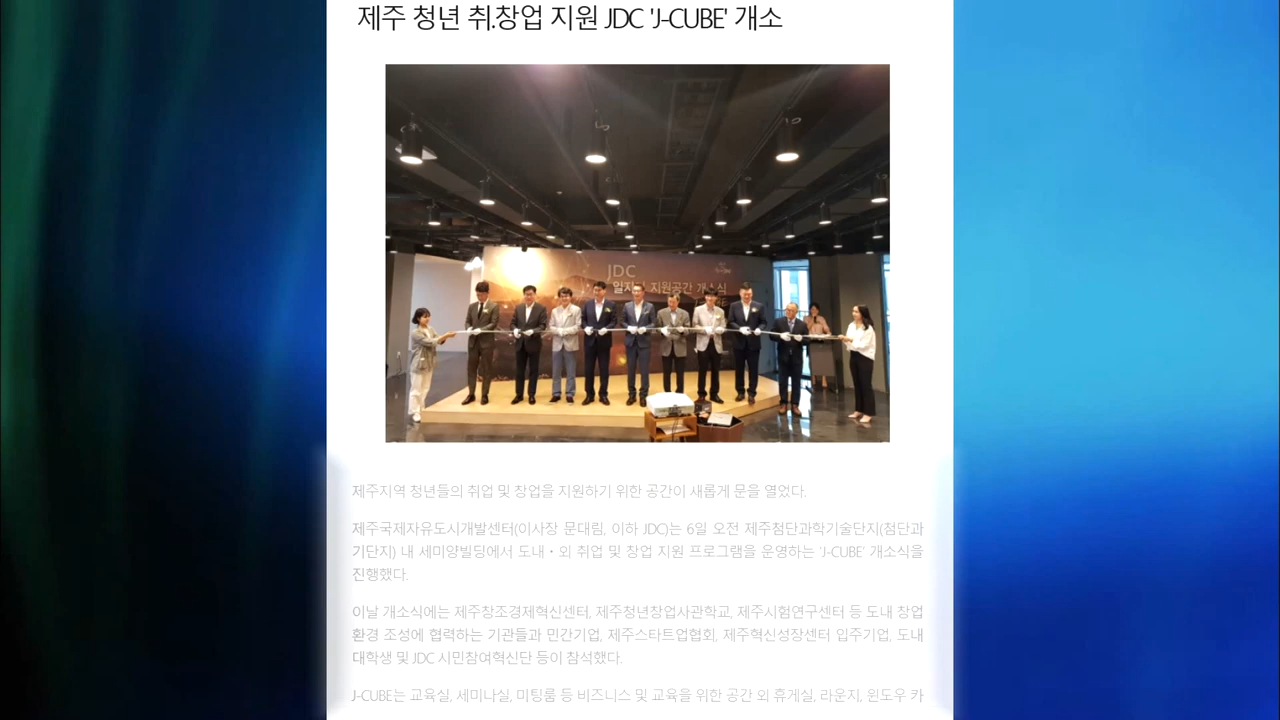 제주 청년 취.창업 지원 JDC 'J-CUBE' 개소
JDC
일자리 지원공간 개소식
제주지역 청년들의 취업 및 창업을 지원하기 위한 공간이 새롭게 문을 열었다.
제주국제자유도시개발센터(이사장 문대림, 이하 JDC)는 6일 오전 제주첨단과학기술단지(첨단과
기단지) 내 세미양빌딩에서 도내·외 취업 및 창업 지원 프로그램을 운영하는 ‘J-CUBE’ 개소식을
진행했다.
이날 개소식에는 제주창조경제혁신센터, 제주청년창업사관학교, 제주시험연구센터 등 도내 창업
환경 조성에 협력하는 기관들과 민간기업, 제주스타트업협회, 제주혁신성장센터 입주기업, 도내
대학생 및 JDC 시민참여혁신단 등이 참석했다.
J-CUBE는 교육실, 세미나실, 미팅룸 등 비즈니스 및 교육을 위한 공간 외 휴게실, 라운지, 윈도우 카